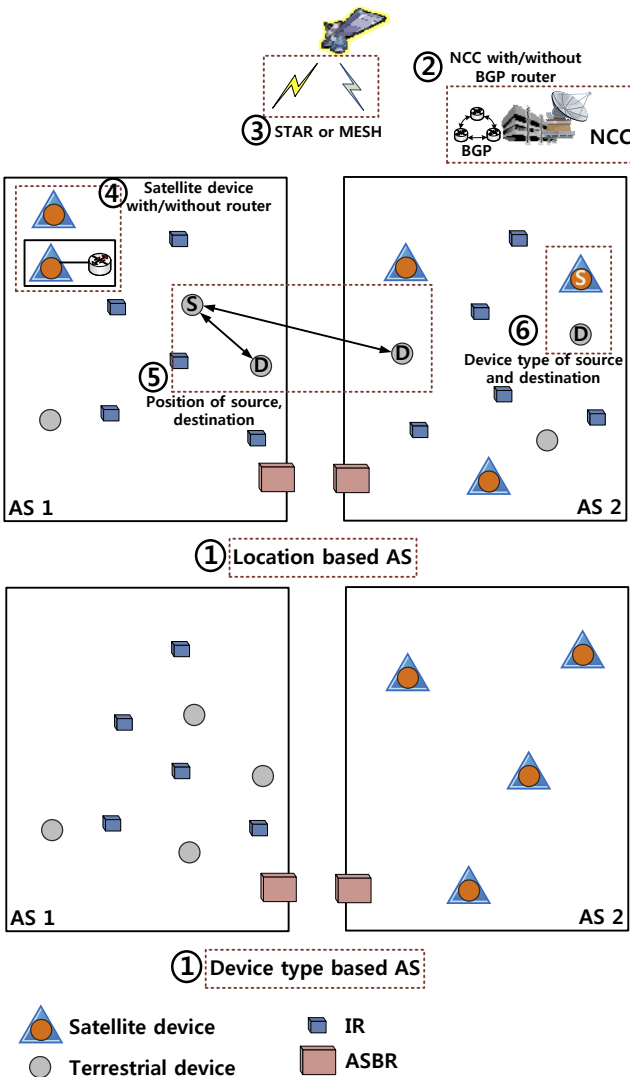 ② NCC with/without
BGP router
③ STAR or MESH
BGP
NCC
④ Satellite device
with/without router
S
D
D
⑤ Position of source,
destination
S
⑥
D
Device type of source
and destination
AS 1
AS 2
① Location based AS
AS 1
AS 2
① Device type based AS
Satellite device
IR
Terrestrial device
ASBR